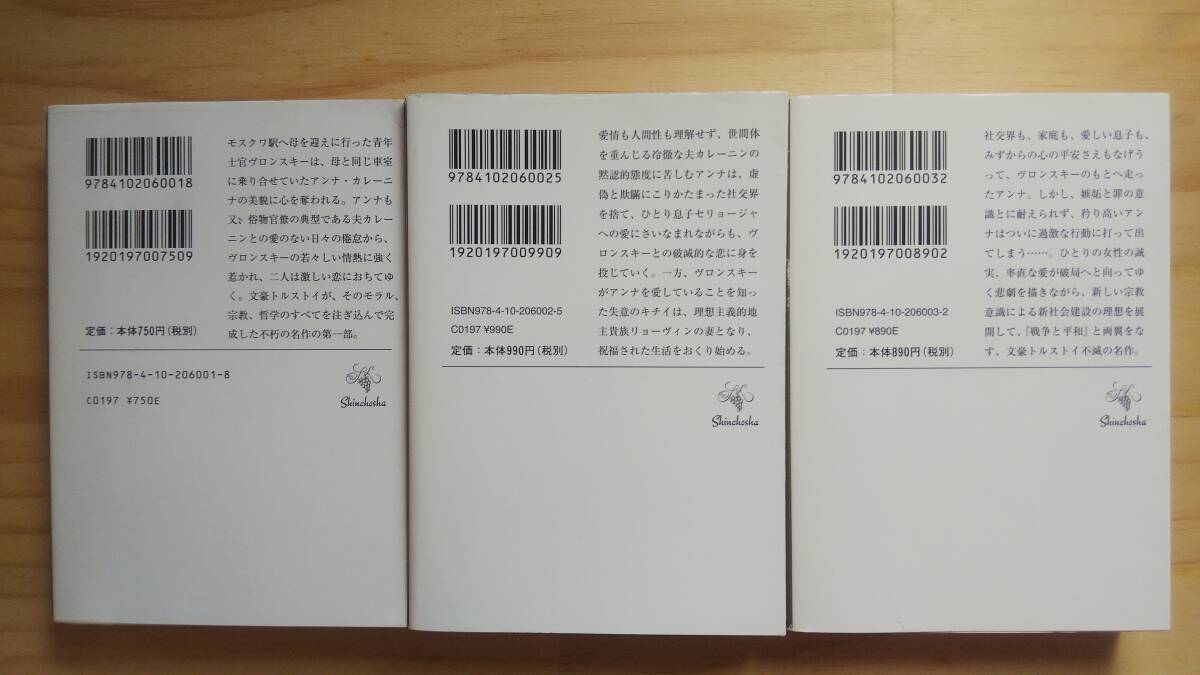 9784102060018
1920197007509
定価：本体750円（税別）
モスクワ駅へ母を迎えに行った青年
士官ヴロンスキーは、母と同じ車室
に乗り合せていたアンナ・カレーニ
ナの美貌に心を奪われる。アンナも
又、俗物官僚の典型である夫カレー
ニンとの愛のない日々の倦怠から、
ヴロンスキーの若々しい情熱に強く
惹かれ、二人は激しい恋におちてゆ
く。文豪トルストイが、そのモラル、
宗教、哲学のすべてを注ぎ込んで完
成した不朽の名作の第一部。
ISBN978-4-10-206001-8
C0197 ¥750E
Shinchosha
9784102060025
1920197009909
ISBN978-4-10-206002-5
C0197 ¥990E
定価：本体990円（税別）
愛情も人間性も理解せず、世間体
を重んじる冷徹な夫カレーニンの
黙認的態度に苦しむアンナは、虚
偽と欺瞞にこりかたまった社交界
を捨て、ひとり息子セリョージャ
への愛にさいなまれながらも、ヴ
ロンスキーとの破滅的な恋に身を
投じていく。一方、ヴロンスキー
がアンナを愛していることを知っ
た失意のキチイは、理想主義的地
主貴族リョーヴィンの妻となり、
祝福された生活をおくり始める。
Shinchosha
9784102060032
1920197008902
ISBN978-4-10-206003-2
C0197 ¥890E
定価：本体890円（税別）
社交界も、家庭も、愛しい息子も、
みずからの心の平安さえもなげう
って、ヴロンスキーのもとへ走っ
たアンナ。しかし、嫉妬と罪の意
識とに耐えられず、矜り高いアン
ナはついに過激な行動に打って出
てしまう……。ひとりの女性の誠
実、率直な愛が破局へと向ってゆ
く悲劇を描きながら、新しい宗教
意識による新社会建設の理想を展
開して、『戦争と平和』と両翼をな
す、文豪トルストイ不滅の名作。
Shinchosha